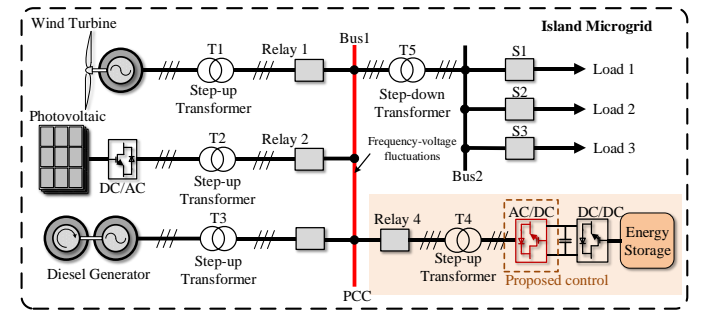 Wind Turbine
Island Microgrid
T1
Relay 1
Step-up
Transformer
Bus1
T5
Step-down
Transformer
S1
Load 1
S2
Load 2
S3
Load 3
Bus2
Photovoltaic
DC/AC
T2
Relay 2
Step-up
Transformer
Frequency-voltage
fluctuations
Diesel Generator
T3
Step-up
Transformer
PCC
Relay 4
T4
Step-up
Transformer
AC/DC
DC/DC
Proposed control
Energy
Storage